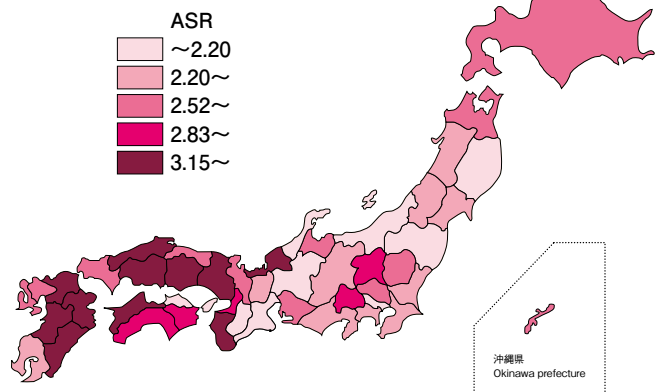 ASR
〜2.20
2.20〜
2.52〜
2.83〜
3.15〜
沖縄県
Okinawa prefecture